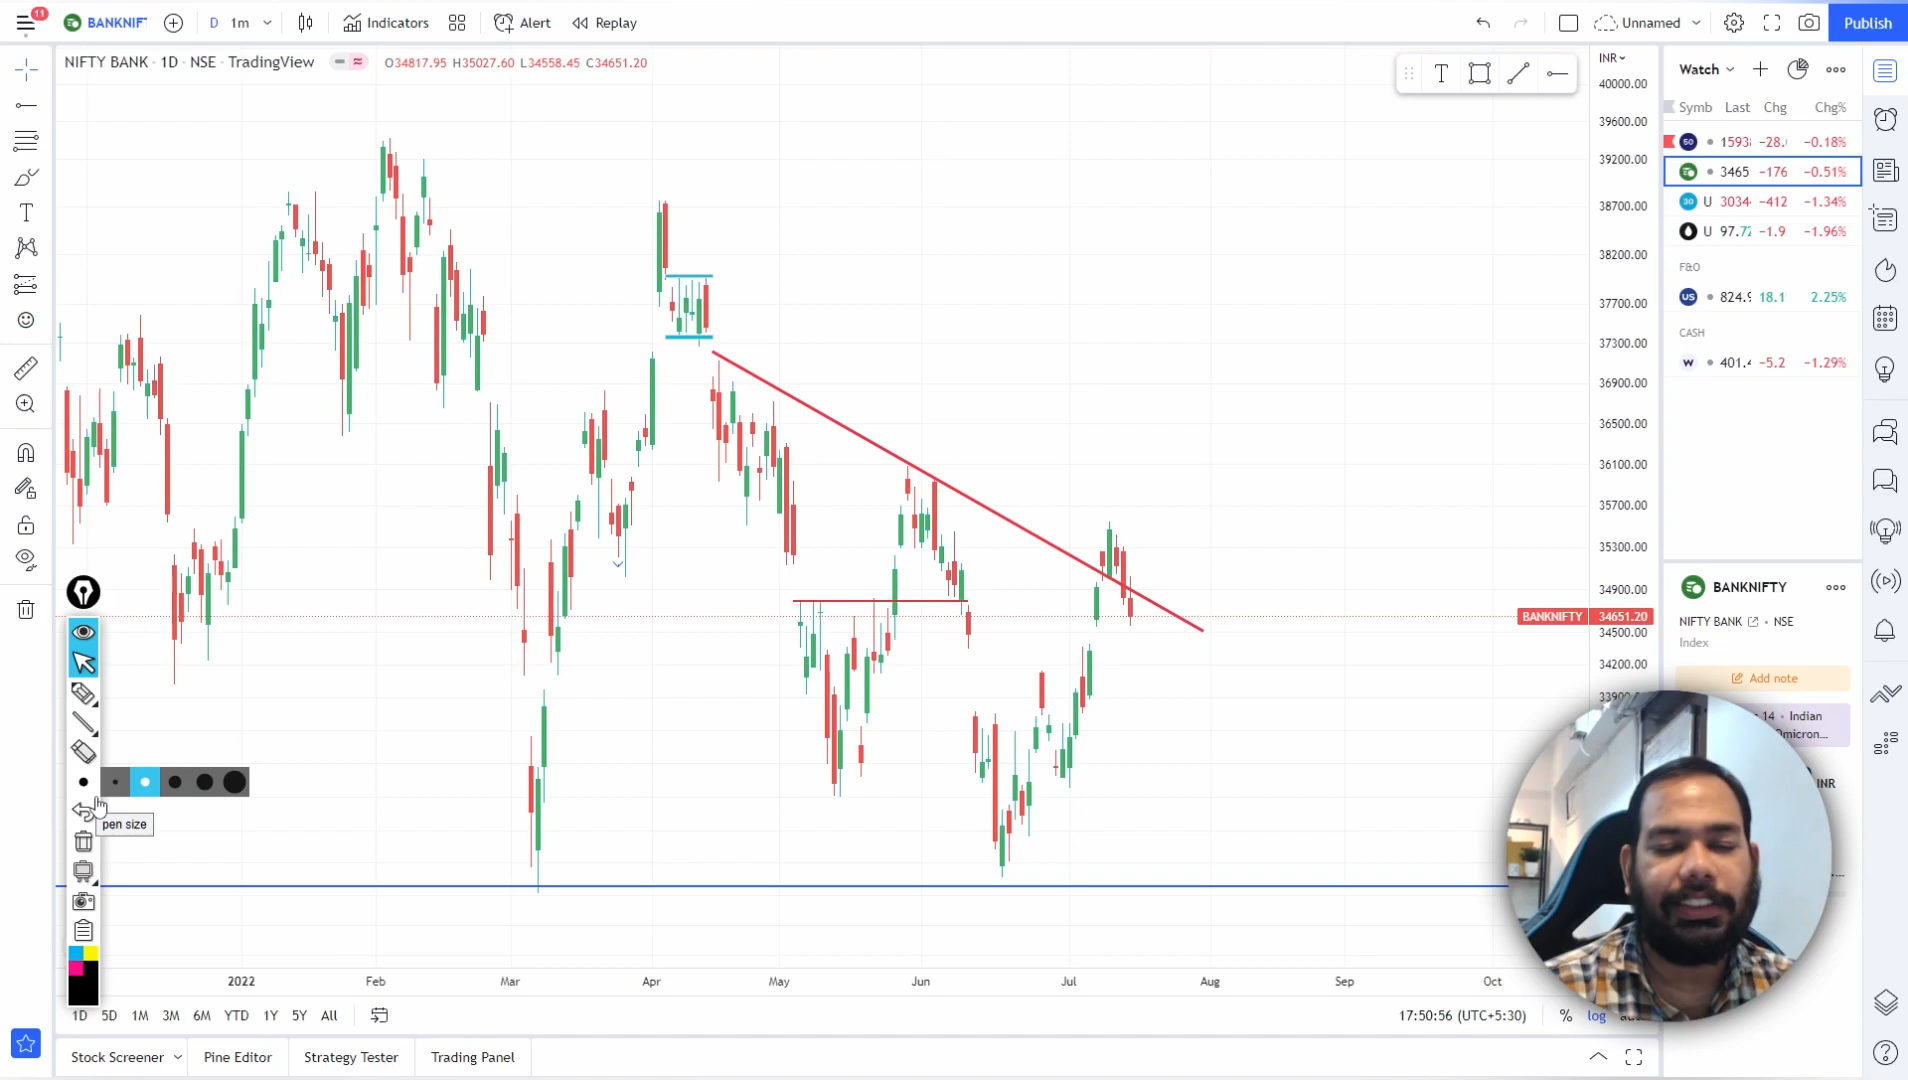 11
BANKNIF
D 1m
Indicators
Alert
Replay
Unnamed
Publish
NIFTY BANK · 1D · NSE · TradingView
O34817.95 H35027.60 L34558.45 C34651.20
INR
40000.00
39600.00
39200.00
38700.00
38200.00
37700.00
37300.00
36900.00
36500.00
36100.00
35700.00
35300.00
34900.00
BANKNIFTY 34651.20
34500.00
34200.00
Watch
Symb Last Chg Chg%
50 −28. −0.18%
3465 −176 −0.51%
30 U 3034 −412 −1.34%
U 97.72 −1.9 −1.96%
F&O
US 824.9 18.1 2.25%
CASH
W 401.4 −5.2 −1.29%
BANKNIFTY
NIFTY BANK · NSE
Index
Add note
14 · Indian
Omicron...
INR
pen size
2022 Feb Mar Apr May Jun Jul Aug Sep Oct
1D 5D 1M 3M 6M YTD 1Y 5Y All
17:50:56 (UTC+5:30) % log
Stock Screener Pine Editor Strategy Tester Trading Panel